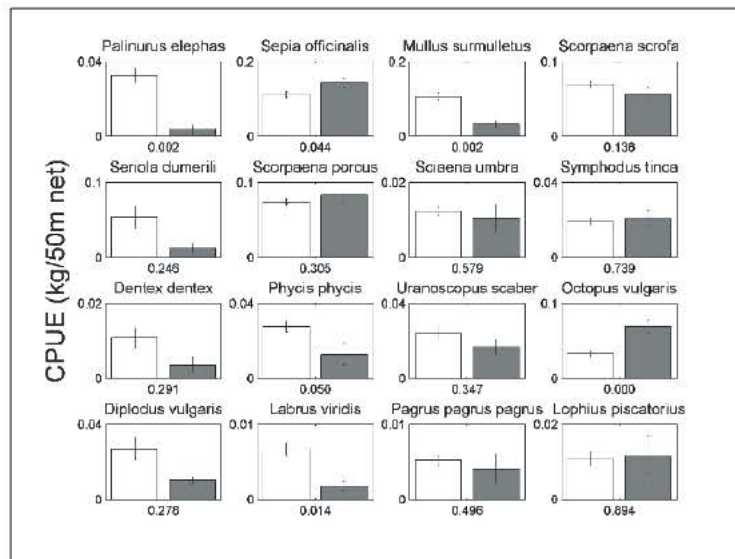 Palinurus elephas Sepia officinalis Mullus surmulletus Scorpaena scrofa
0.04 0.2 0.2 0.1
0 0 0 0
0.002 0.044 0.002 0.136
Seriola dumerili Scorpaena porcus Sciaena umbra Symphodus tinca
0.1 0.1 0.02 0.04
0 0 0 0
0.246 0.305 0.579 0.739
Dentex dentex Phycis phycis Uranoscopus scaber Octopus vulgaris
0.02 0.04 0.04 0.1
0 0 0 0
0.291 0.050 0.347 0.000
Diplodus vulgaris Labrus viridis Pagrus pagrus pagrus Lophius piscatorius
0.04 0.01 0.01 0.02
0 0 0 0
0.278 0.014 0.496 0.894
CPUE (kg/50m net)